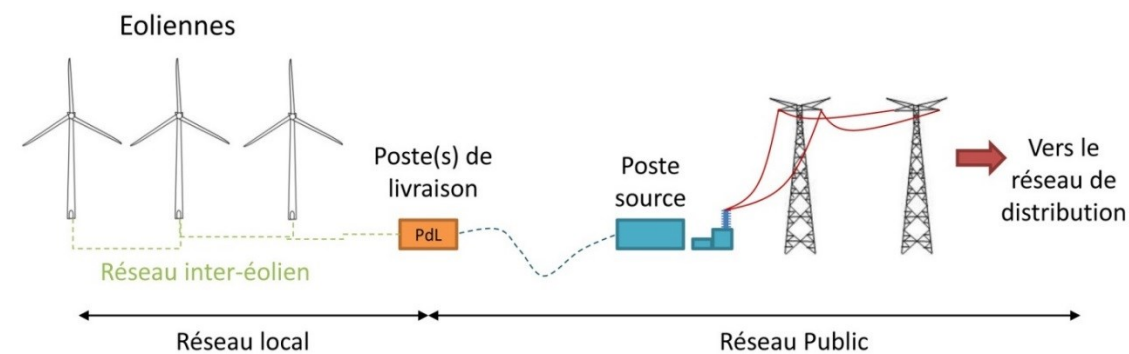 Eoliennes
Poste(s) de
livraison
Poste
source
Vers le
réseau de
distribution
PdL
Réseau inter-éolien
Réseau local
Réseau Public